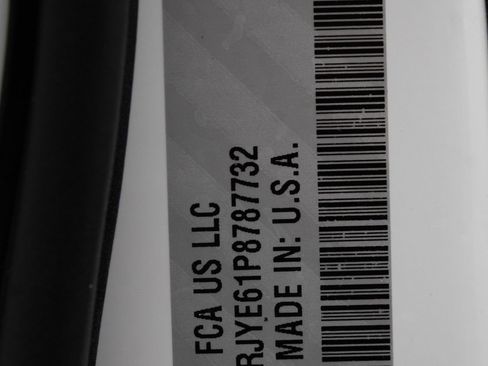 FCA US LLC
RJYE61P8787732
MADE IN: U.S.A.